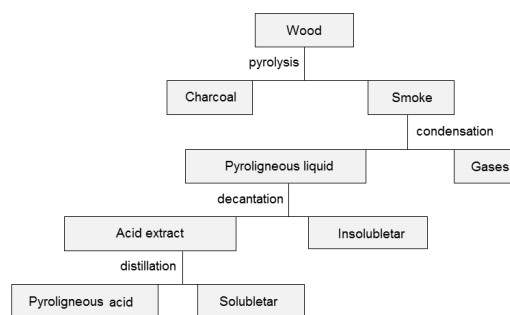 Wood
pyrolysis
Charcoal
Smoke
condensation
Pyroligneous liquid
Gases
decantation
Acid extract
Insolubletar
distillation
Pyroligneous acid
Solubletar